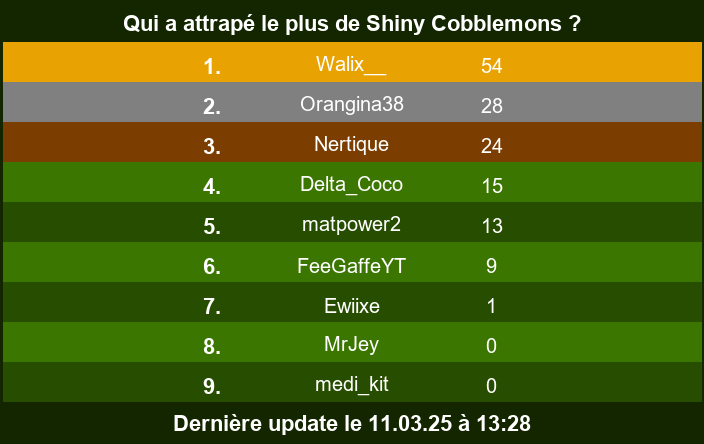 Qui a attrapé le plus de Shiny Cobblemons ?
1. Walix__ 54
2. Orangina38 28
3. Nertique 24
4. Delta_Coco 15
5. matpower2 13
6. FeeGaffeYT 9
7. Ewiixe 1
8. MrJey 0
9. medi_kit 0
Dernière update le 11.03.25 à 13:28